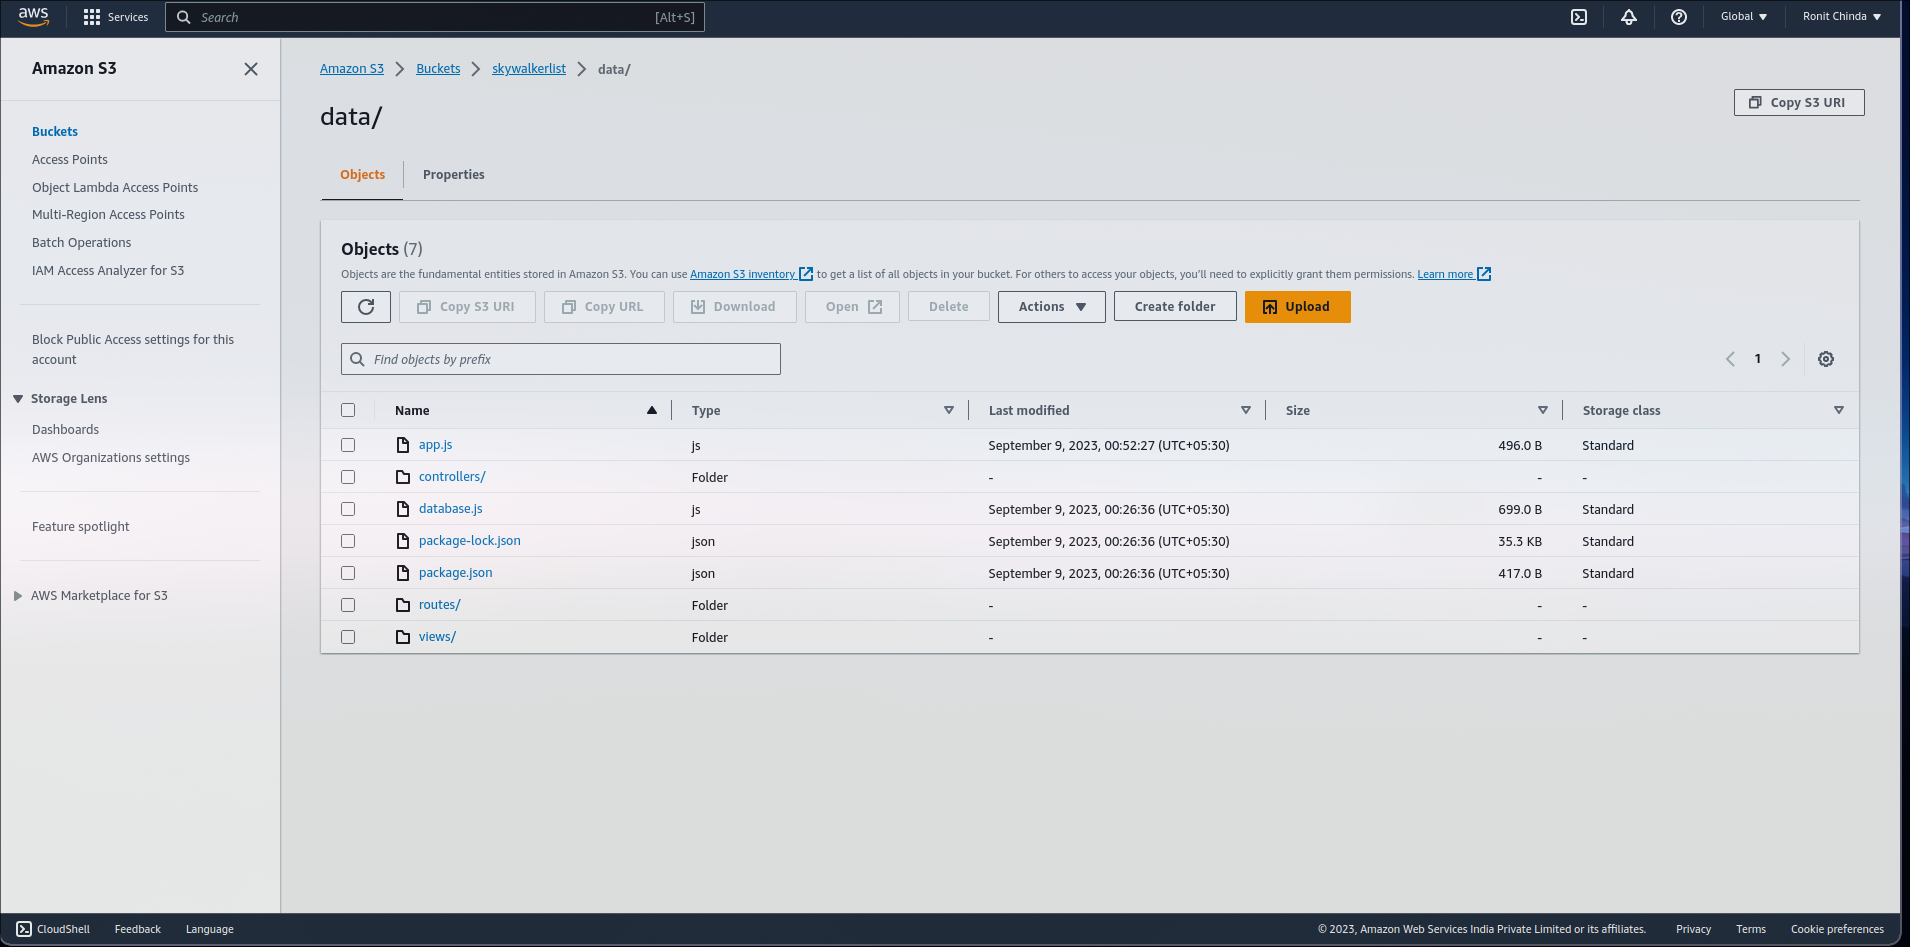 aws
Services
Search
[Alt+S]
Global
Ronit Chinda
Amazon S3
Buckets
Access Points
Object Lambda Access Points
Multi-Region Access Points
Batch Operations
IAM Access Analyzer for S3
Block Public Access settings for this
account
Storage Lens
Dashboards
AWS Organizations settings
Feature spotlight
AWS Marketplace for S3
Amazon S3 Buckets skywalkerlist data/
data/
Copy S3 URI
Objects Properties
Objects (7)
Objects are the fundamental entities stored in Amazon S3. You can use Amazon S3 inventory to get a list of all objects in your bucket. For others to access your objects, you'll need to explicitly grant them permissions. Learn more
Copy S3 URI Copy URL Download Open Delete Actions Create folder Upload
Find objects by prefix
1
Name Type Last modified Size Storage class
app.js js September 9, 2023, 00:52:27 (UTC+05:30) 496.0 B Standard
controllers/ Folder - - -
database.js js September 9, 2023, 00:26:36 (UTC+05:30) 699.0 B Standard
package-lock.json json September 9, 2023, 00:26:36 (UTC+05:30) 35.3 KB Standard
package.json json September 9, 2023, 00:26:36 (UTC+05:30) 417.0 B Standard
routes/ Folder - - -
views/ Folder - - -
CloudShell Feedback Language
© 2023, Amazon Web Services India Private Limited or its affiliates. Privacy Terms Cookie preferences